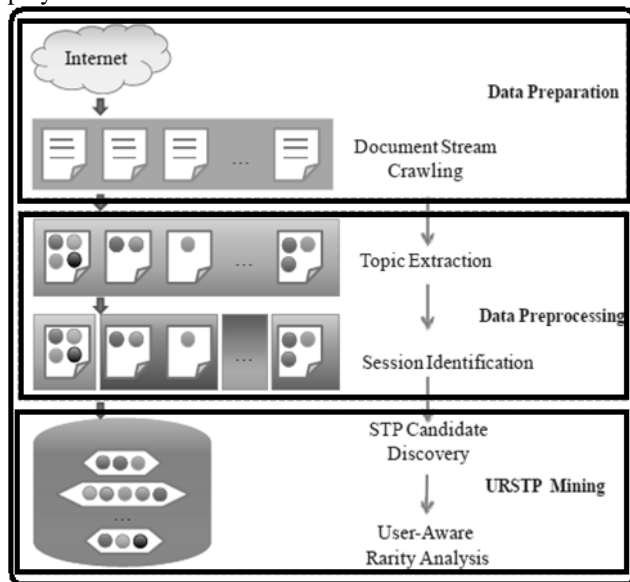 Internet
Data Preparation
Document Stream
Crawling
...
Topic Extraction
...
Data Preprocessing
Session Identification
...
STP Candidate
Discovery
URSTP Mining
...
User-Aware
Rarity Analysis